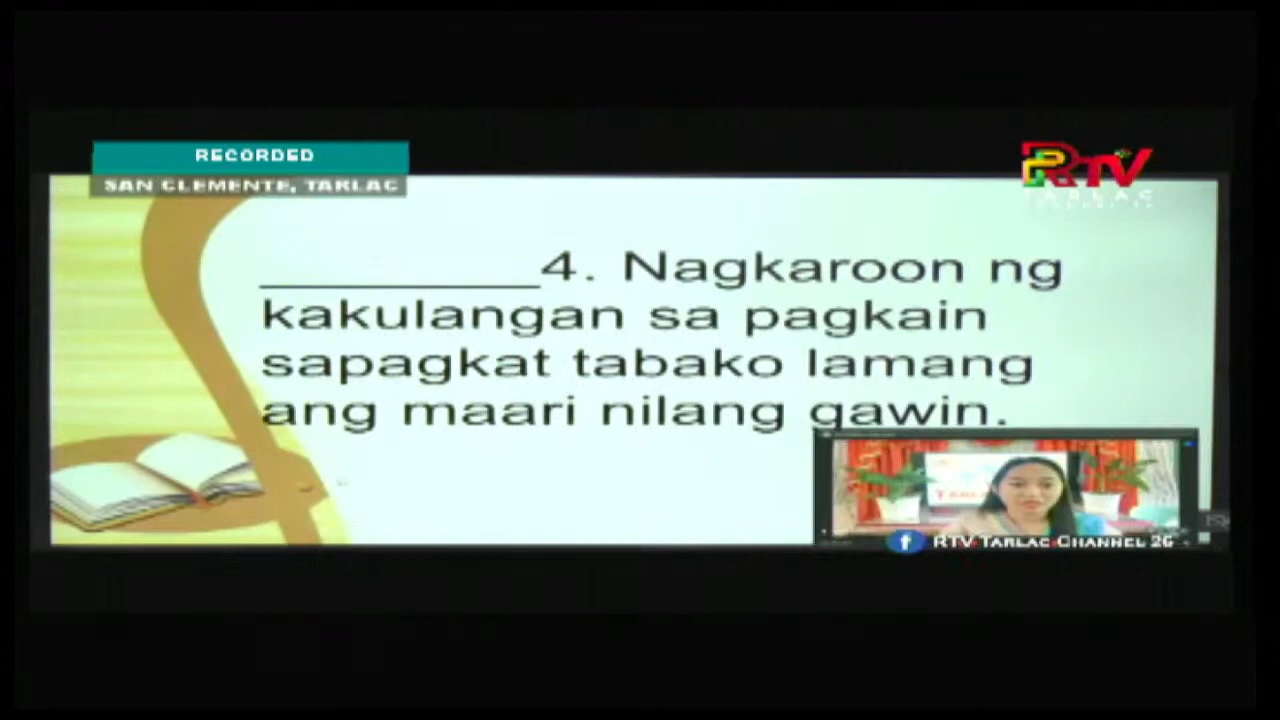 RECORDED
SAN CLEMENTE, TARLAC
RTV
TARLAC
_________4. Nagkaroon ng
kakulangan sa pagkain
sapagkat tabako lamang
ang maari nilang gawin.
RTV TARLAC CHANNEL 26